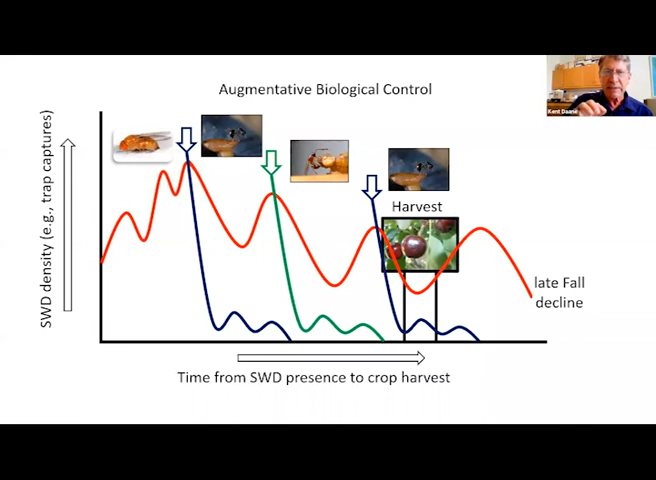 Kent Daane
Augmentative Biological Control
SWD density (e.g., trap captures)
Harvest
late Fall
decline
Time from SWD presence to crop harvest